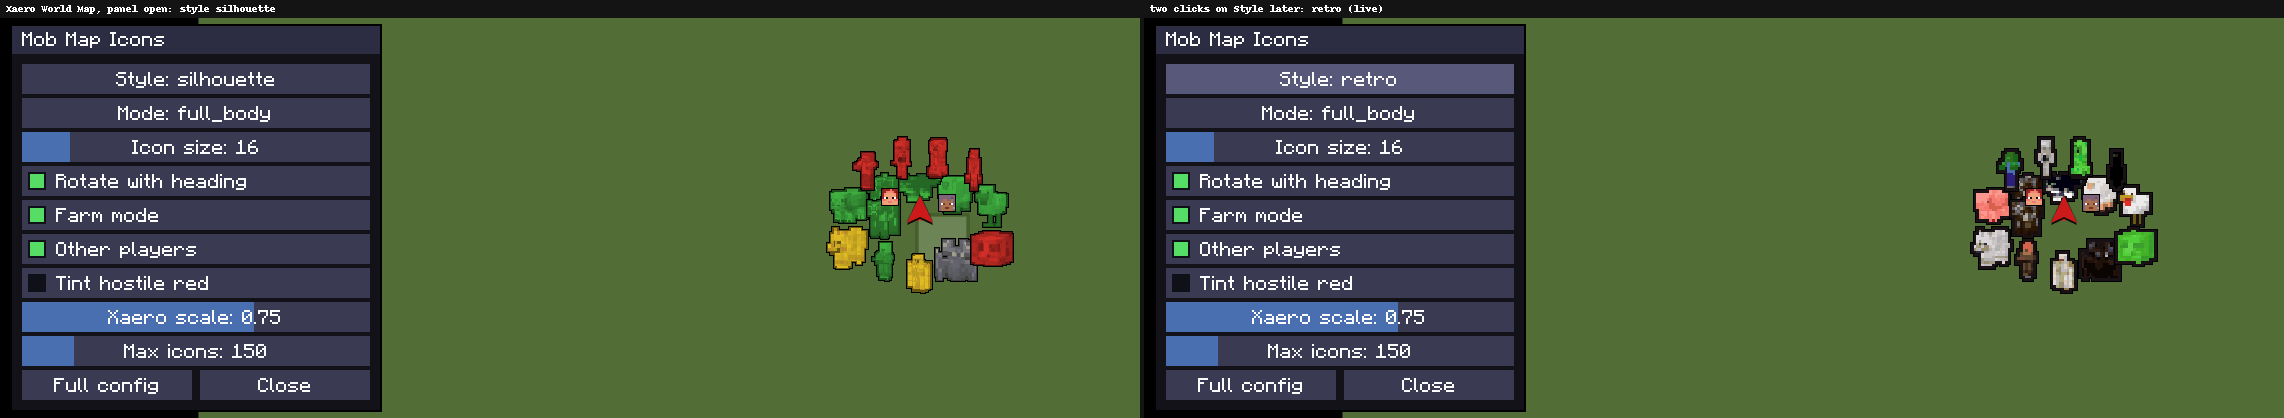 Xaero World Map, panel open: style silhouette
Mob Map Icons
Style: silhouette
Mode: full_body
Icon size: 16
Rotate with heading
Farm mode
Other players
Tint hostile red
Xaero scale: 0.75
Max icons: 150
Full config
Close
two clicks on Style later: retro (live)
Mob Map Icons
Style: retro
Mode: full_body
Icon size: 16
Rotate with heading
Farm mode
Other players
Tint hostile red
Xaero scale: 0.75
Max icons: 150
Full config
Close